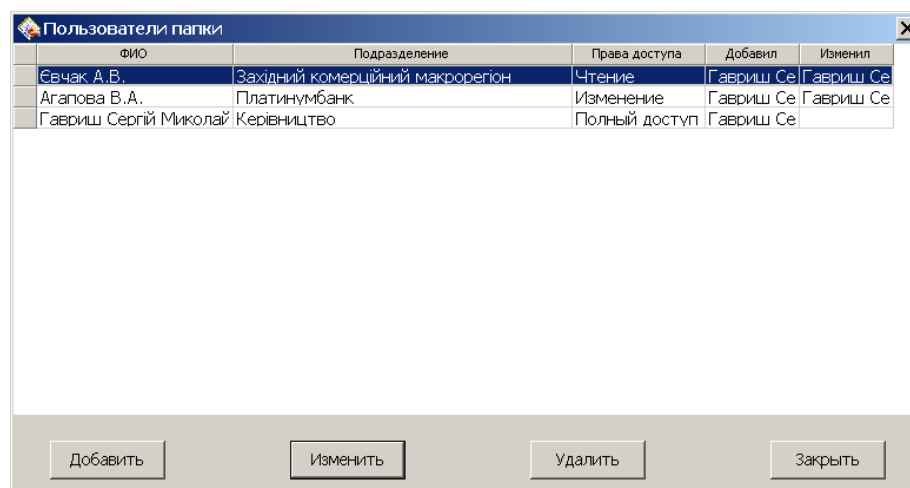 Пользователи папки
ФИО Подразделение Права доступа Добавил Изменил
Євчак А.В. Західний комерційний макрорегіон Чтение Гавриш Се Гавриш Се
Агапова В.А. Платинумбанк Изменение Гавриш Се Гавриш Се
Гавриш Сергій Миколай Керівництво Полный доступ Гавриш Се
Добавить Изменить Удалить Закрыть